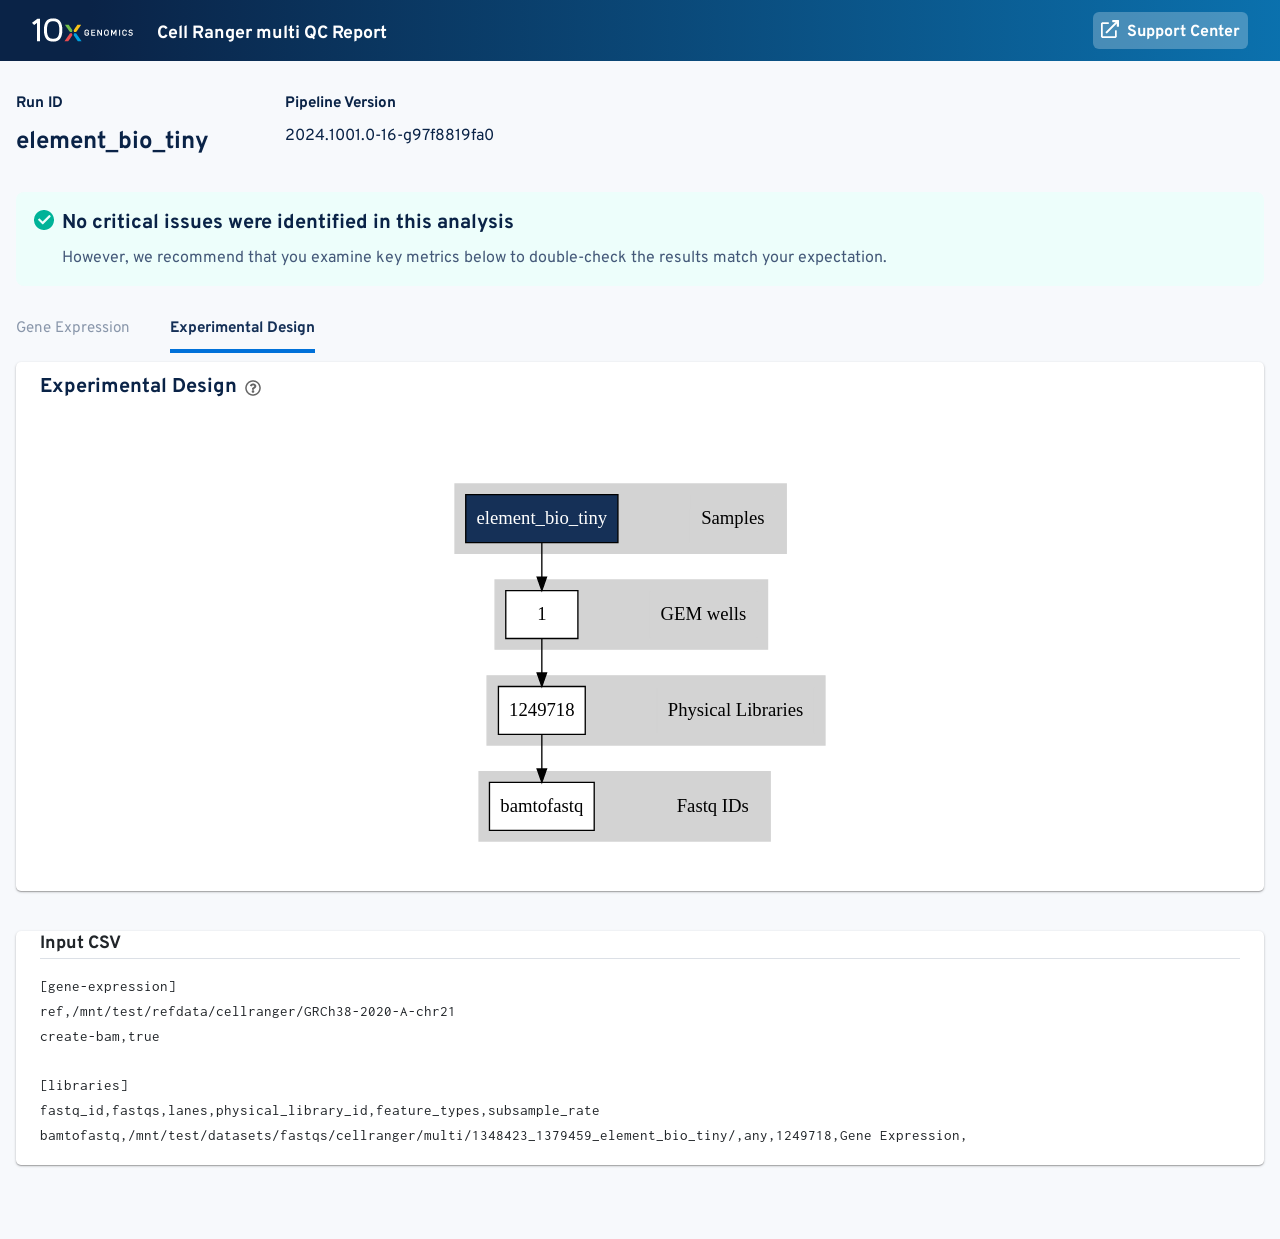 10x GENOMICS Cell Ranger multi QC Report Support Center
Run ID Pipeline Version
element_bio_tiny 2024.1001.0-16-g97f8819fa0
No critical issues were identified in this analysis
However, we recommend that you examine key metrics below to double-check the results match your expectation.
Gene Expression Experimental Design
Experimental Design ?
element_bio_tiny Samples
1 GEM wells
1249718 Physical Libraries
bamtofastq Fastq IDs
Input CSV
[gene-expression]
ref,/mnt/test/refdata/cellranger/GRCh38-2020-A-chr21
create-bam,true
[libraries]
fastq_id,fastqs,lanes,physical_library_id,feature_types,subsample_rate
bamtofastq,/mnt/test/datasets/fastqs/cellranger/multi/1348423_1379459_element_bio_tiny/,any,1249718,Gene Expression,